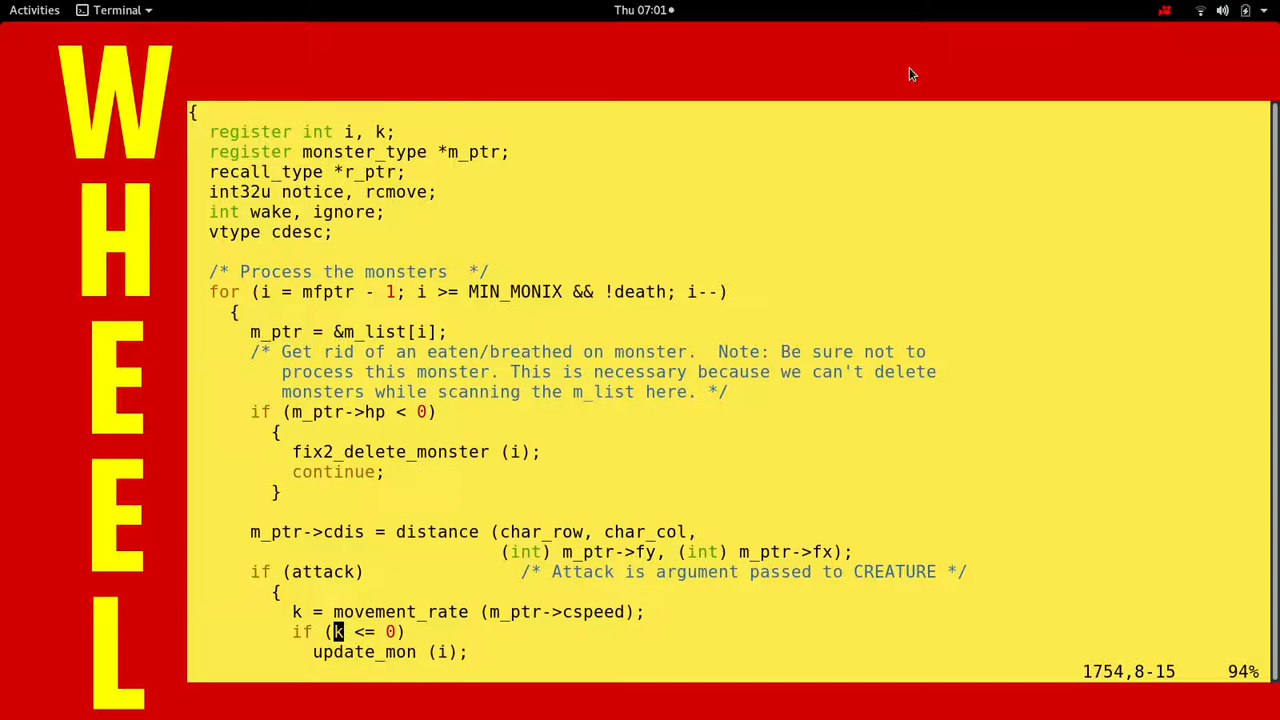 Activities Terminal Thu 07:01
WHEEL
{
register int i, k;
register monster_type *m_ptr;
recall_type *r_ptr;
int32u notice, rcmove;
int wake, ignore;
vtype cdesc;
/* Process the monsters  */
for (i = mfptr - 1; i >= MIN_MONIX && !death; i--)
{
m_ptr = &m_list[i];
/* Get rid of an eaten/breathed on monster.  Note: Be sure not to
process this monster. This is necessary because we can't delete
monsters while scanning the m_list here. */
if (m_ptr->hp < 0)
{
fix2_delete_monster (i);
continue;
}
m_ptr->cdis = distance (char_row, char_col,
(int) m_ptr->fy, (int) m_ptr->fx);
if (attack) /* Attack is argument passed to CREATURE */
{
k = movement_rate (m_ptr->cspeed);
if (k <= 0)
update_mon (i);
1754,8-15 94%